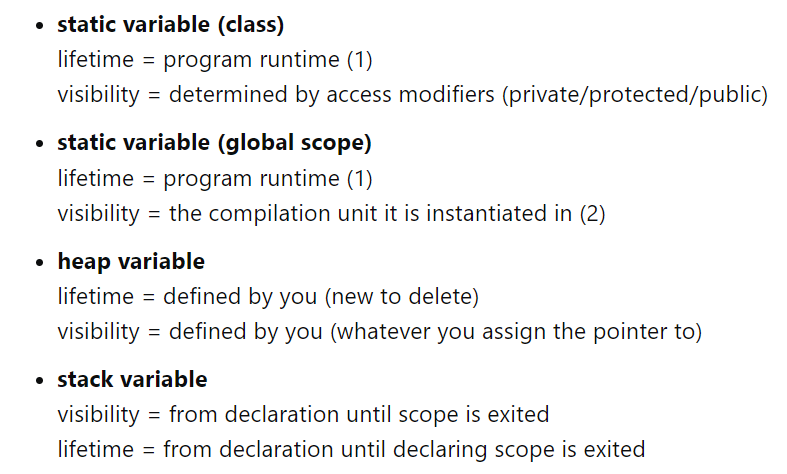 static variable (class)
lifetime = program runtime (1)
visibility = determined by access modifiers (private/protected/public)
static variable (global scope)
lifetime = program runtime (1)
visibility = the compilation unit it is instantiated in (2)
heap variable
lifetime = defined by you (new to delete)
visibility = defined by you (whatever you assign the pointer to)
stack variable
visibility = from declaration until scope is exited
lifetime = from declaration until declaring scope is exited